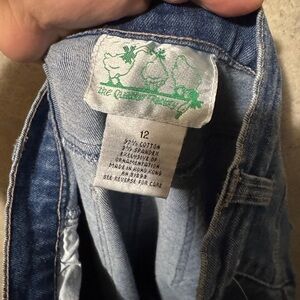 THE QUACKER FACTORY
12
97% COTTON
3% SPANDEX
EXCLUSIVE OF
ORNAMENTATION
MADE IN HONG KONG
SEE REVERSE FOR CARE